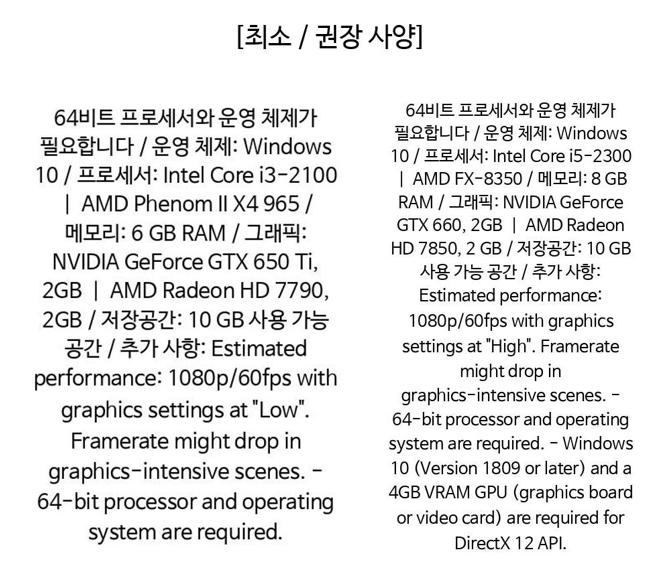 [최소 / 권장 사양]
64비트 프로세서와 운영 체제가
필요합니다 / 운영 체제: Windows
10 / 프로세서: Intel Core i3-2100
| AMD Phenom II X4 965 /
메모리: 6 GB RAM / 그래픽:
NVIDIA GeForce GTX 650 Ti,
2GB | AMD Radeon HD 7790,
2GB / 저장공간: 10 GB 사용 가능
공간 / 추가 사항: Estimated
performance: 1080p/60fps with
graphics settings at "Low".
Framerate might drop in
graphics-intensive scenes. -
64-bit processor and operating
system are required.
64비트 프로세서와 운영 체제가
필요합니다 / 운영 체제: Windows
10 / 프로세서: Intel Core i5-2300
| AMD FX-8350 / 메모리: 8 GB
RAM / 그래픽: NVIDIA GeForce
GTX 660, 2GB | AMD Radeon
HD 7850, 2 GB / 저장공간: 10 GB
사용 가능 공간 / 추가 사항:
Estimated performance:
1080p/60fps with graphics
settings at "High". Framerate
might drop in
graphics-intensive scenes. -
64-bit processor and operating
system are required. - Windows
10 (Version 1809 or later) and a
4GB VRAM GPU (graphics board
or video card) are required for
DirectX 12 API.